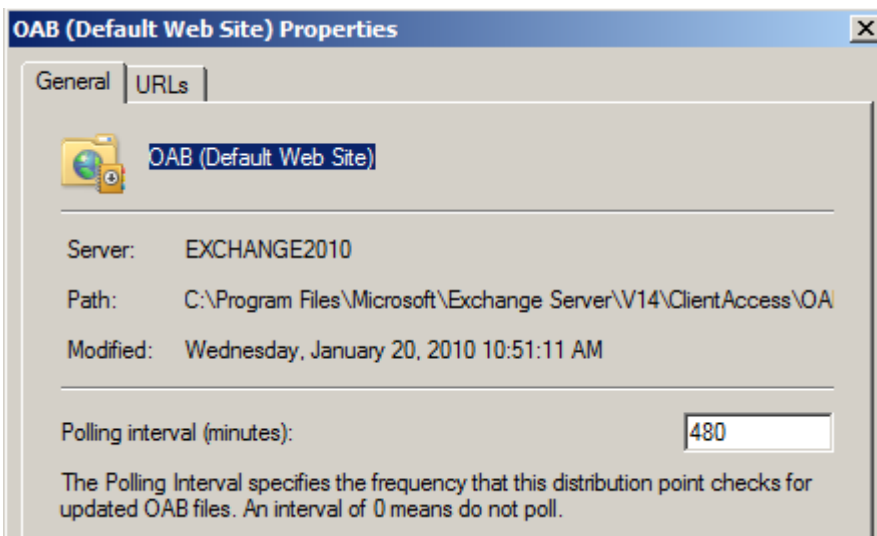 OAB (Default Web Site) Properties
General
URLs
OAB (Default Web Site)
Server: EXCHANGE2010
Path: C:\Program Files\Microsoft\Exchange Server\V14\ClientAccess\OA
Modified: Wednesday, January 20, 2010 10:51:11 AM
Polling interval (minutes): 480
The Polling Interval specifies the frequency that this distribution point checks for
updated OAB files. An interval of 0 means do not poll.